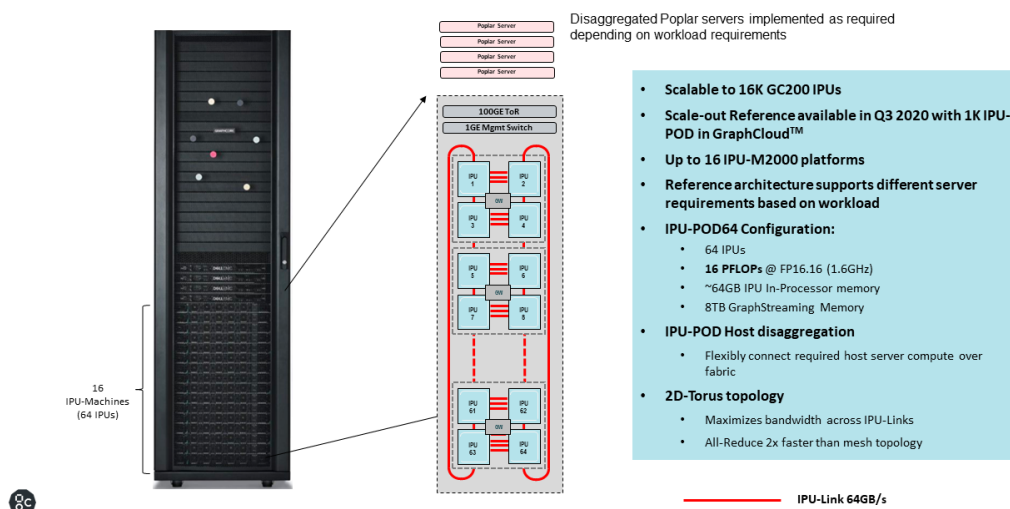 Disaggregated Poplar servers implemented as required
depending on workload requirements
Poplar Server
Poplar Server
Poplar Server
Poplar Server
100GE ToR
1GE Mgmt Switch
IPU
1
IPU
2
GW
IPU
3
IPU
4
IPU
5
IPU
6
GW
IPU
7
IPU
8
IPU
61
IPU
62
GW
IPU
63
IPU
64
16
IPU-Machines
(64 IPUs)
• Scalable to 16K GC200 IPUs
• Scale-out Reference available in Q3 2020 with 1K IPU-
POD in GraphCloud™
• Up to 16 IPU-M2000 platforms
• Reference architecture supports different server
requirements based on workload
• IPU-POD64 Configuration:
• 64 IPUs
• 16 PFLOPs @ FP16.16 (1.6GHz)
• ~64GB IPU In-Processor memory
• 8TB GraphStreaming Memory
• IPU-POD Host disaggregation
• Flexibly connect required host server compute over
fabric
• 2D-Torus topology
• Maximizes bandwidth across IPU-Links
• All-Reduce 2x faster than mesh topology
IPU-Link 64GB/s